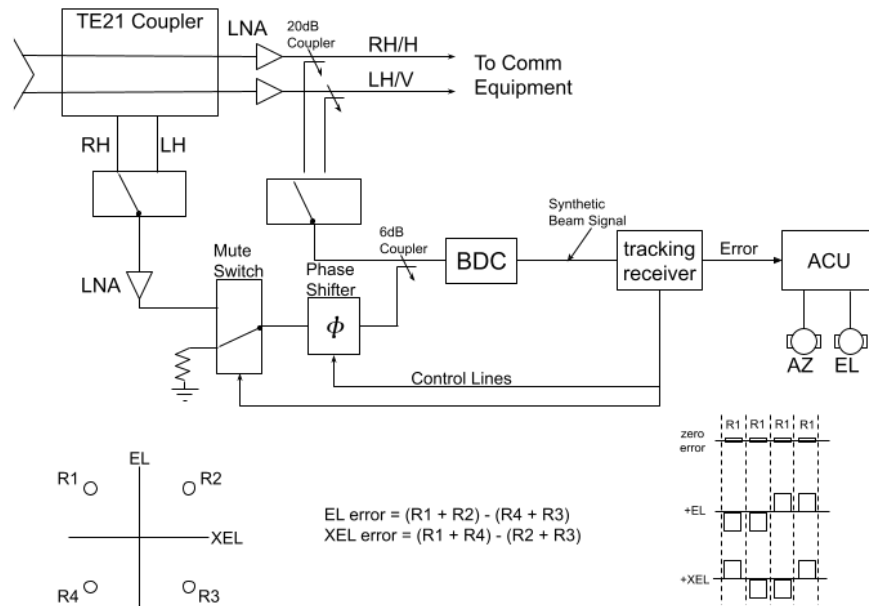 TE21 Coupler
LNA
20dB
Coupler
RH/H
LH/V
To Comm
Equipment
RH
LH
LNA
Mute
Switch
Phase
Shifter
ϕ
6dB
Coupler
BDC
Synthetic
Beam Signal
tracking
receiver
Error
ACU
AZ
EL
Control Lines
EL
R1
R2
XEL
R4
R3
EL error = (R1 + R2) - (R4 + R3)
XEL error = (R1 + R4) - (R2 + R3)
R1 R1 R1 R1
zero
error
+EL
+XEL